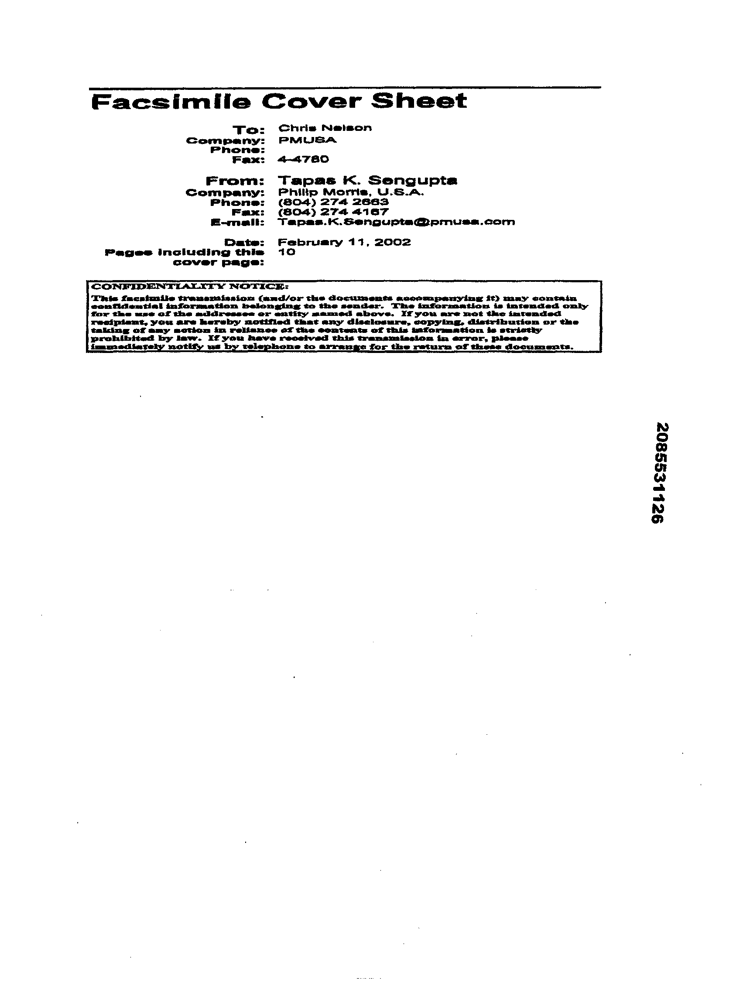 Facsimile Cover Sheet
To: Chris Nelson
Company: PMUSA
Phone:
Fax: 4-4780
From: Tapas K. Sengupta
Company: Philip Morris, U.S.A.
Phone: (804) 274 2663
Fax: (804) 274 4167
E-mail: Tapas.K.Sengupta@pmusa.com
Date: February 11, 2002
Pages including this 10
cover page:
CONFIDENTIALITY NOTICE:
This facsimile transmission (and/or the documents accompanying it) may contain
confidential information belonging to the sender. The information is intended only
for the use of the addressee or entity named above. If you are not the intended
recipient, you are hereby notified that any disclosure, copying, distribution or the
taking of any action in reliance of the contents of this information is strictly
prohibited by law. If you have received this transmission in error, please
immediately notify us by telephone to arrange for the return of these documents.
2085531126